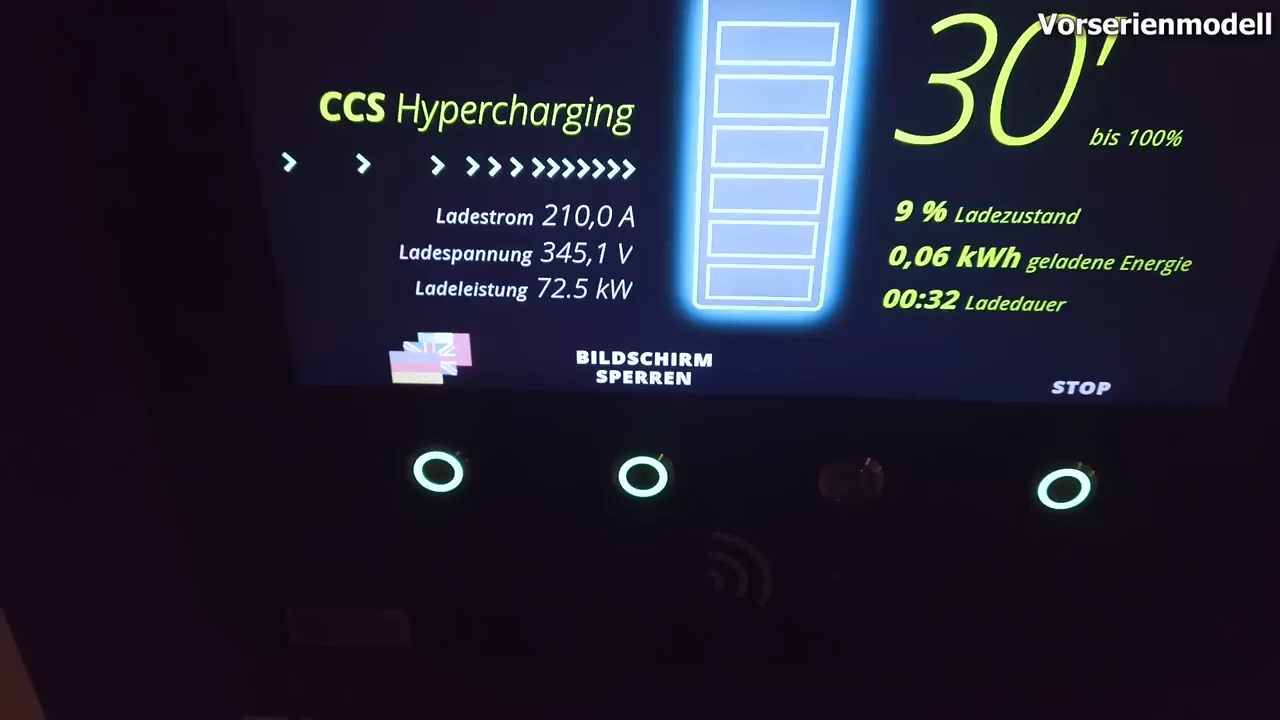 Vorserienmodell
CCS Hypercharging
Ladestrom 210,0 A
Ladespannung 345,1 V
Ladeleistung 72.5 kW
30'
bis 100%
9 % Ladezustand
0,06 kWh geladene Energie
00:32 Ladedauer
BILDSCHIRM
SPERREN
STOP